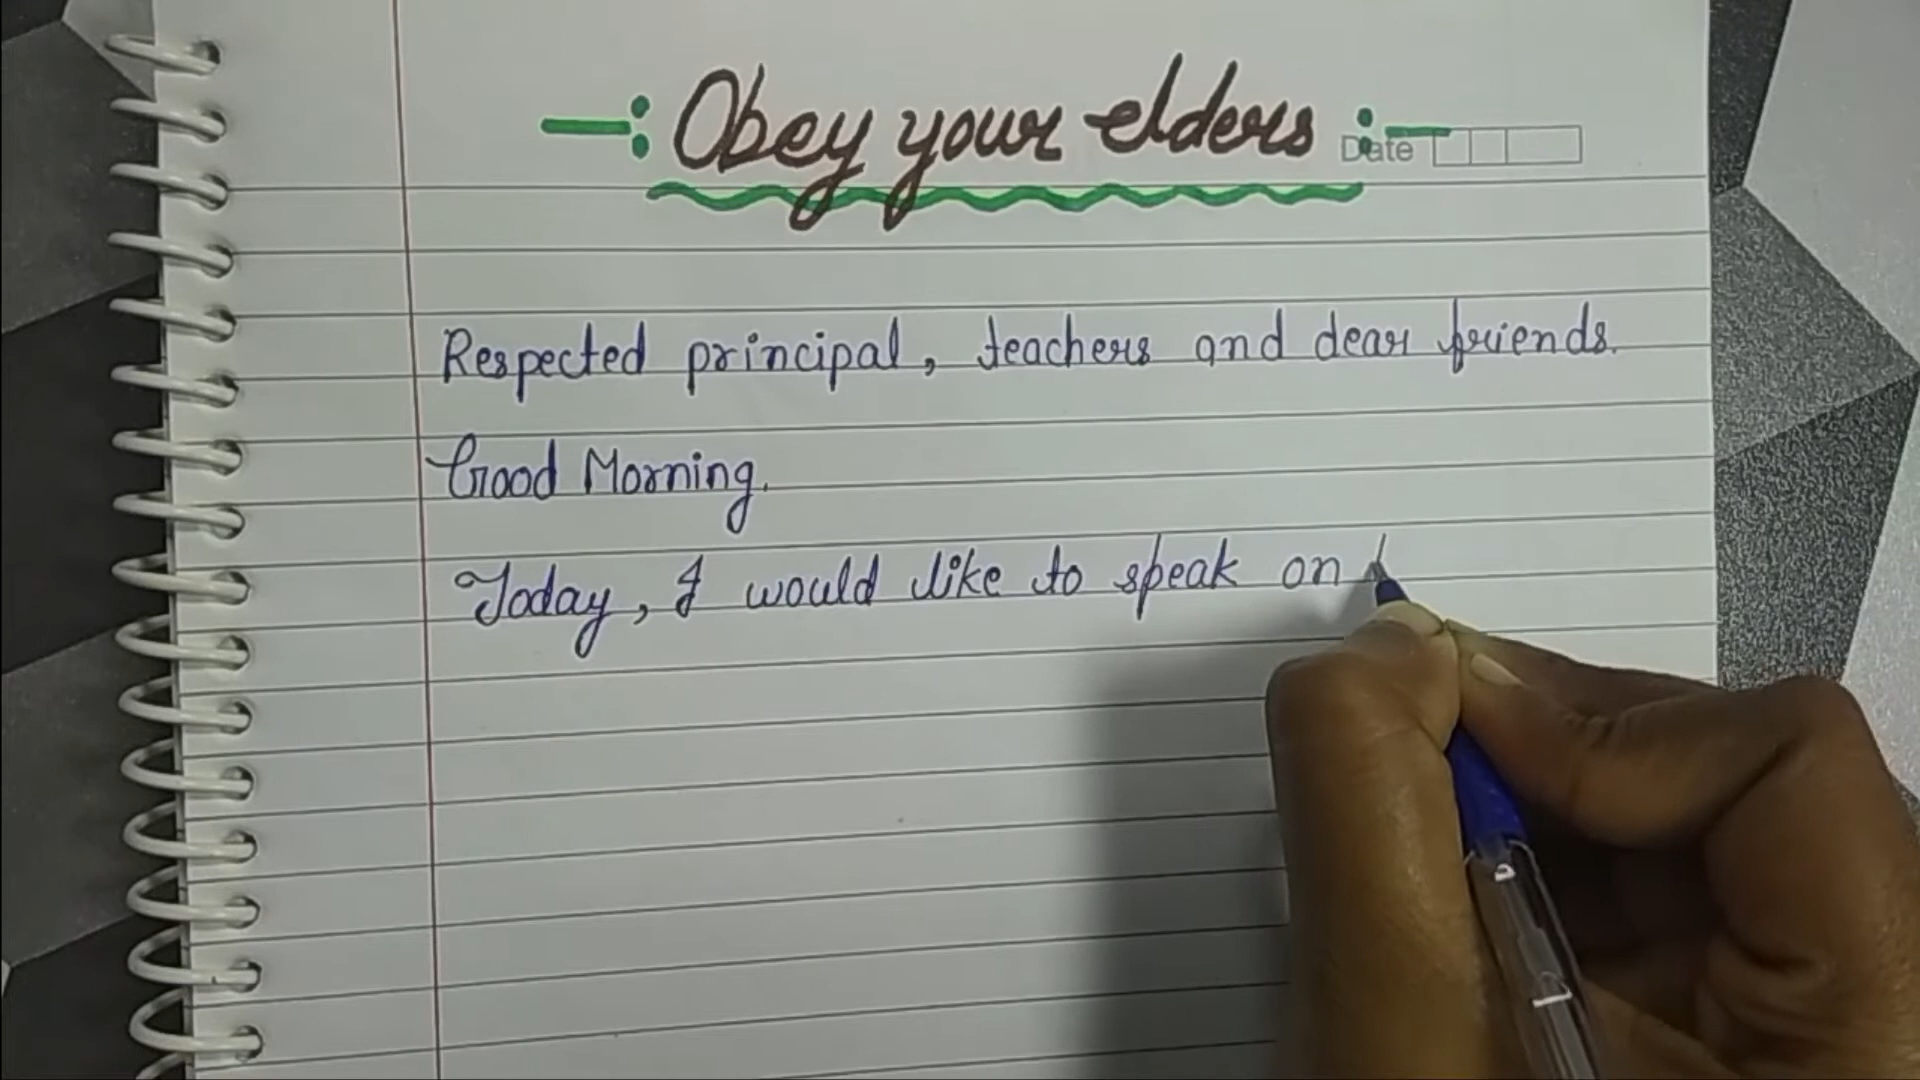 -: Obey your elders :-
Date
Respected principal, teachers and dear friends.
Good Morning.
Today, I would like to speak on